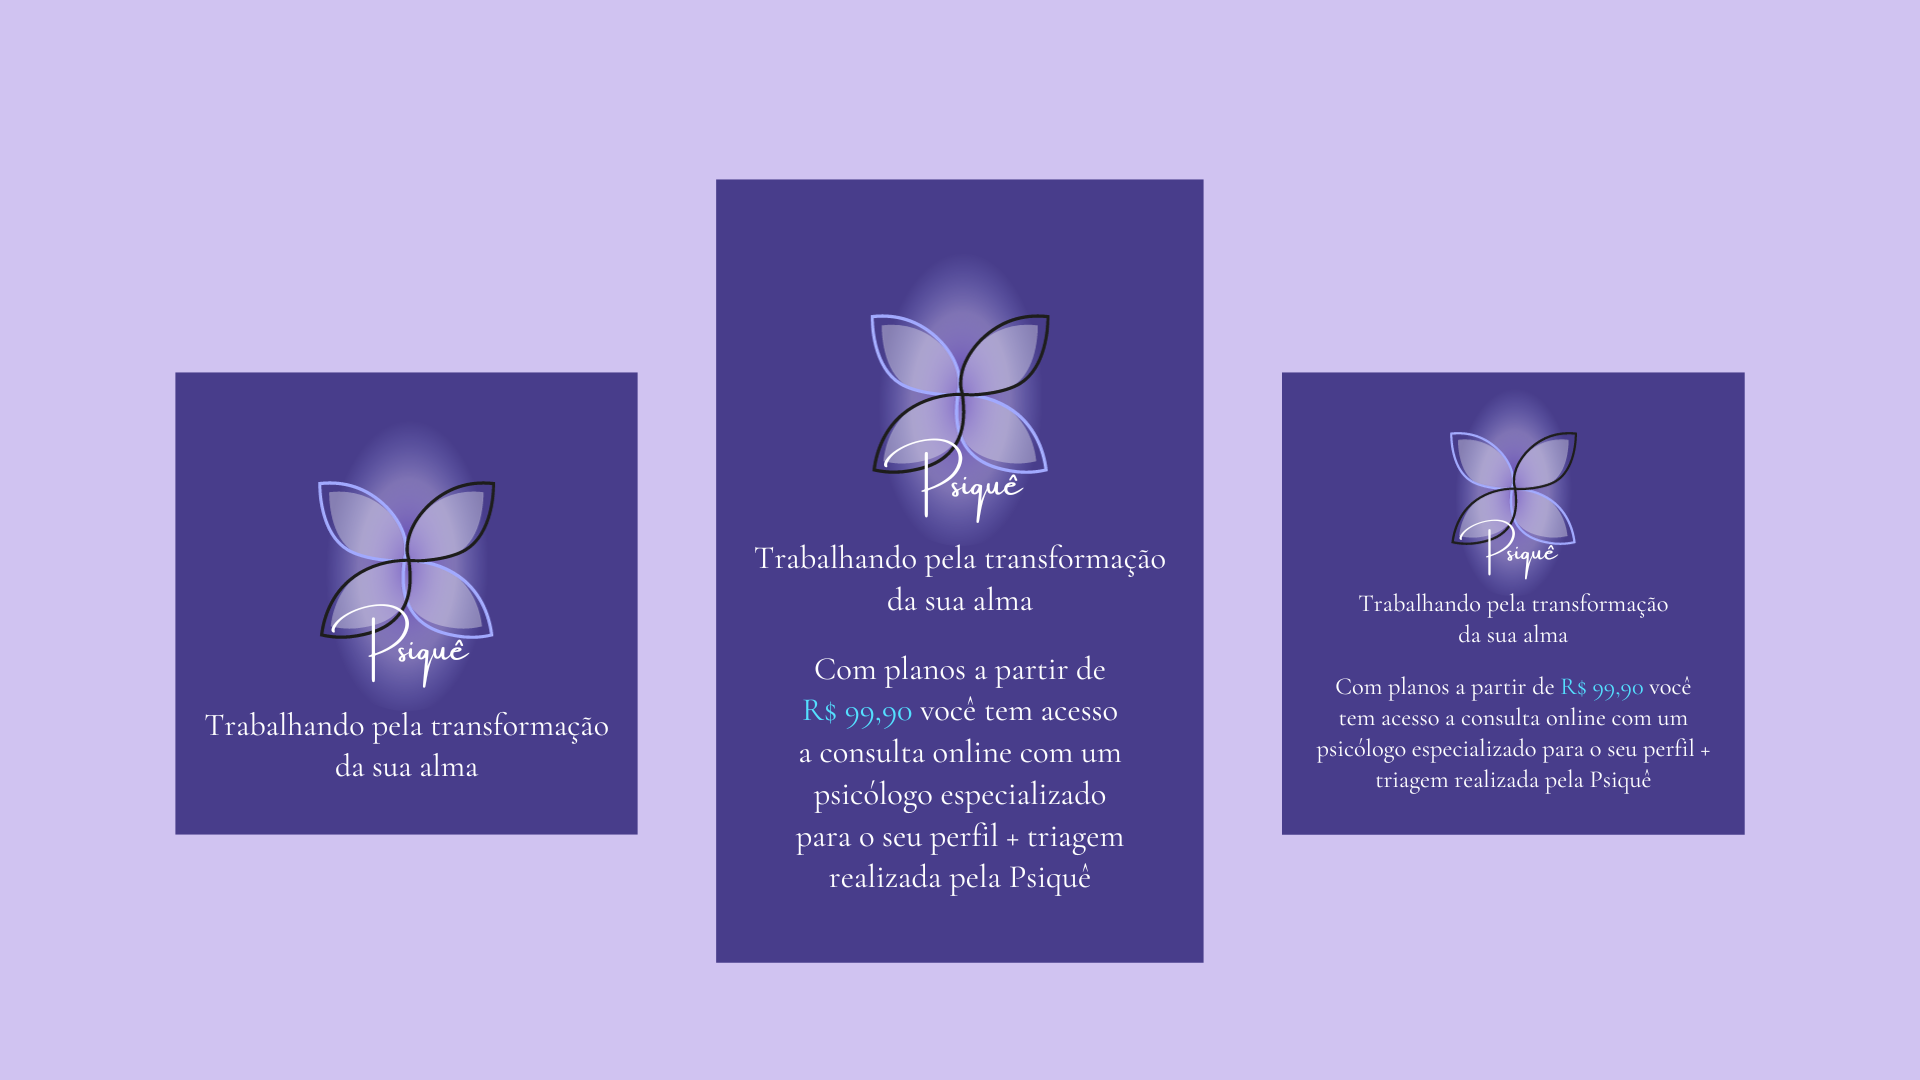 Psiquê
Trabalhando pela transformação
da sua alma
Psiquê
Trabalhando pela transformação
da sua alma
Com planos a partir de
R$ 99,90 você tem acesso
a consulta online com um
psicólogo especializado
para o seu perfil + triagem
realizada pela Psiquê
Psiquê
Trabalhando pela transformação
da sua alma
Com planos a partir de R$ 99,90 você
tem acesso a consulta online com um
psicólogo especializado para o seu perfil +
triagem realizada pela Psiquê